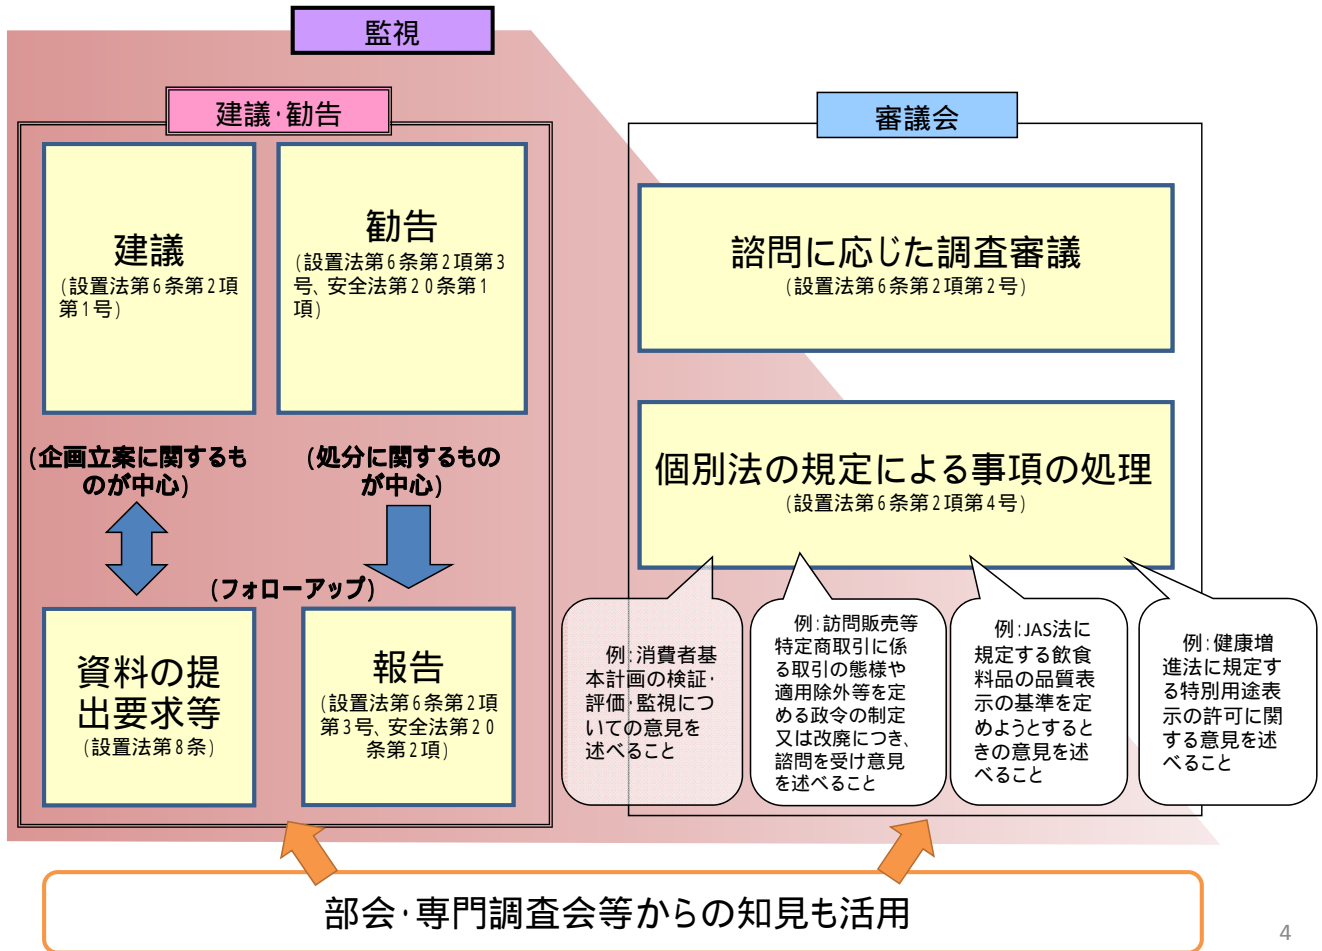 監視
建議・勧告
建議
(設置法第6条第2項
第1号)
勧告
(設置法第6条第2項第3
号、安全法第20条第1
項)
(企画立案に関するも
のが中心)
(処分に関するもの
が中心)
(フォローアップ)
資料の提
出要求等
(設置法第8条)
報告
(設置法第6条第2項
第3号、安全法第20
条第2項)
審議会
諮問に応じた調査審議
(設置法第6条第2項第2号)
個別法の規定による事項の処理
(設置法第6条第2項第4号)
例:消費者基
本計画の検証・
評価・監視につ
いての意見を
述べること
例:訪問販売等
特定商取引に係
る取引の態様や
適用除外等を定
める政令の制定
又は改廃につき、
諮問を受け意見
を述べること
例:JAS法に
規定する飲食
料品の品質表
示の基準を定
めようとすると
きの意見を述
べること
例:健康増
進法に規定す
る特別用途表
示の許可に関
する意見を述
べること
部会・専門調査会等からの知見も活用
4